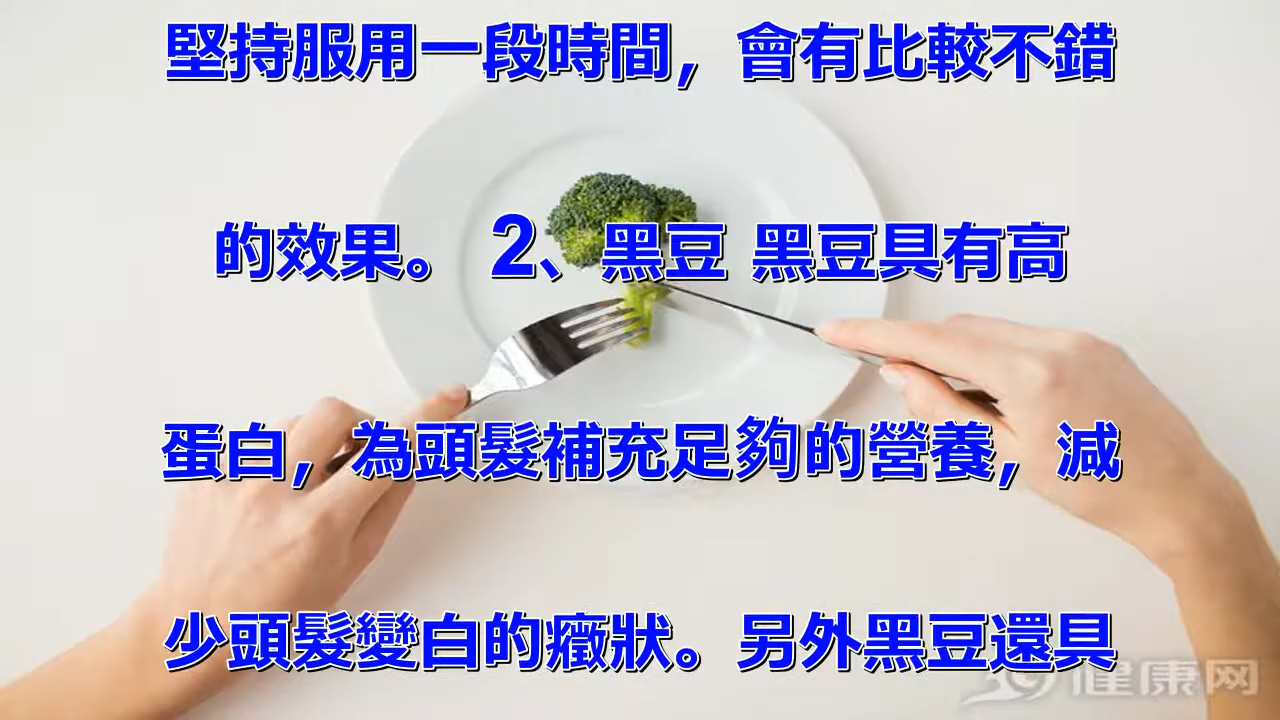 堅持服用一段時間，會有比較不錯
的效果。 2、黑豆 黑豆具有高
蛋白，為頭髮補充足夠的營養，減
少頭髮變白的癥狀。另外黑豆還具
39健康网